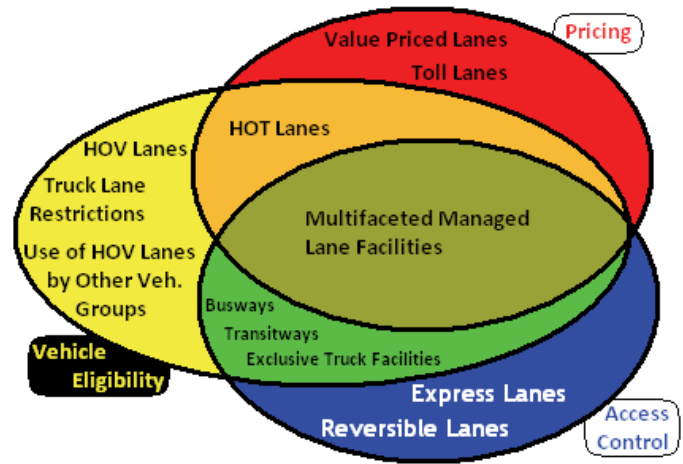 Pricing
Value Priced Lanes
Toll Lanes
HOT Lanes
HOV Lanes
Truck Lane
Restrictions
Use of HOV Lanes
by Other Veh.
Groups
Multifaceted Managed
Lane Facilities
Busways
Transitways
Exclusive Truck Facilities
Vehicle
Eligibility
Express Lanes
Reversible Lanes
Access
Control